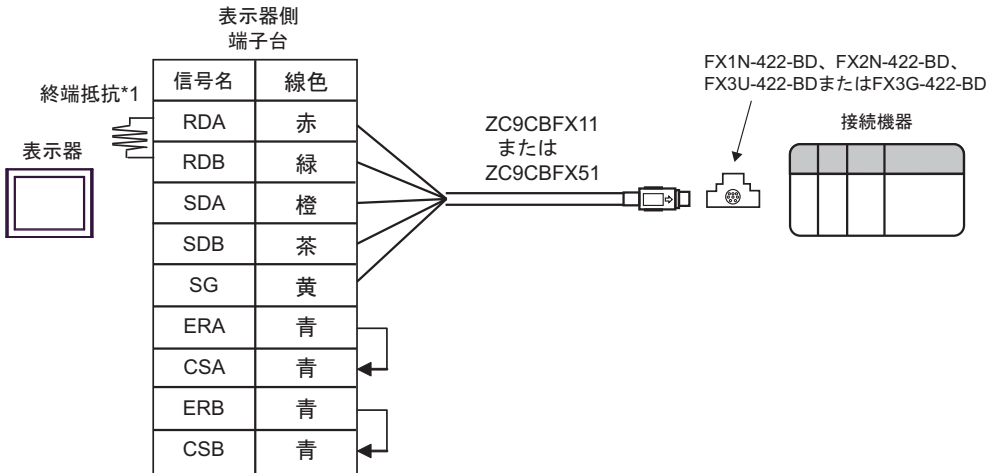 表示器側
端子台
信号名 線色
RDA 赤
RDB 緑
SDA 橙
SDB 茶
SG 黄
ERA 青
CSA 青
ERB 青
CSB 青
終端抵抗*1
表示器
ZC9CBFX11
または
ZC9CBFX51
FX1N-422-BD、FX2N-422-BD、
FX3U-422-BDまたはFX3G-422-BD
接続機器